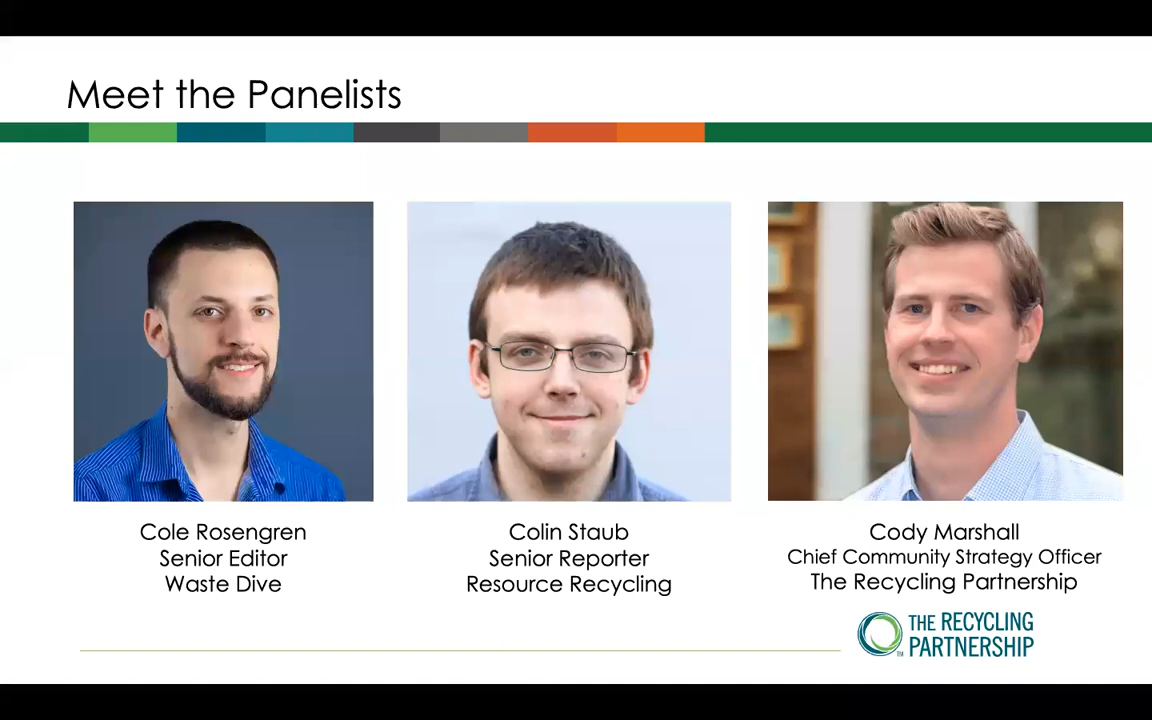 Meet the Panelists
Cole Rosengren
Senior Editor
Waste Dive
Colin Staub
Senior Reporter
Resource Recycling
Cody Marshall
Chief Community Strategy Officer
The Recycling Partnership
THE RECYCLING
PARTNERSHIP
TM